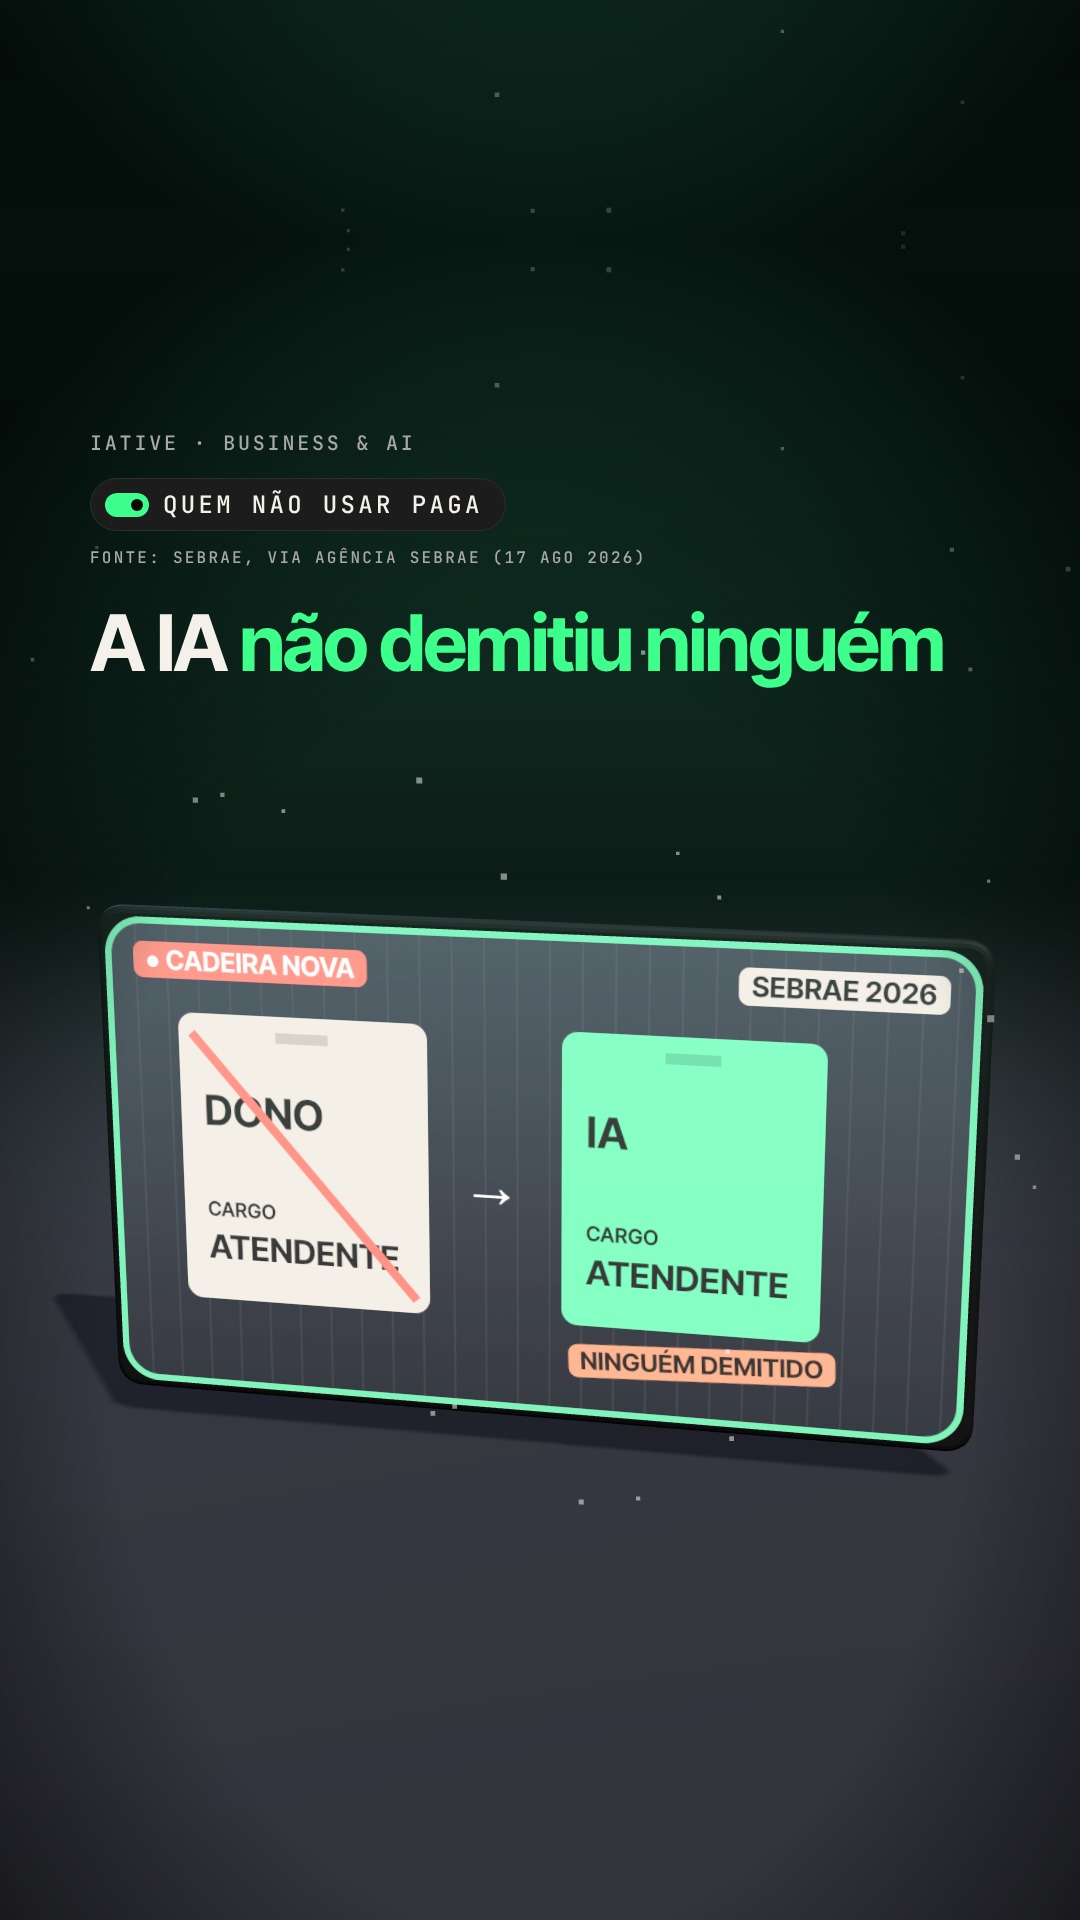 IATIVE · BUSINESS & AI
QUEM NÃO USAR PAGA
FONTE: SEBRAE, VIA AGÊNCIA SEBRAE (17 AGO 2026)
A IA não demitiu ninguém
• CADEIRA NOVA
SEBRAE 2026
DONO
CARGO
ATENDENTE
→
IA
CARGO
ATENDENTE
NINGUÉM DEMITIDO